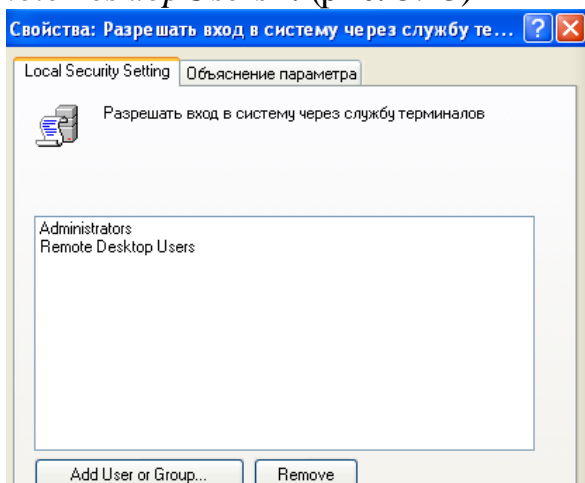 Свойства: Разрешать вход в систему через службу те...
Local Security Setting
Объяснение параметра
Разрешать вход в систему через службу терминалов
Administrators
Remote Desktop Users
Add User or Group...
Remove